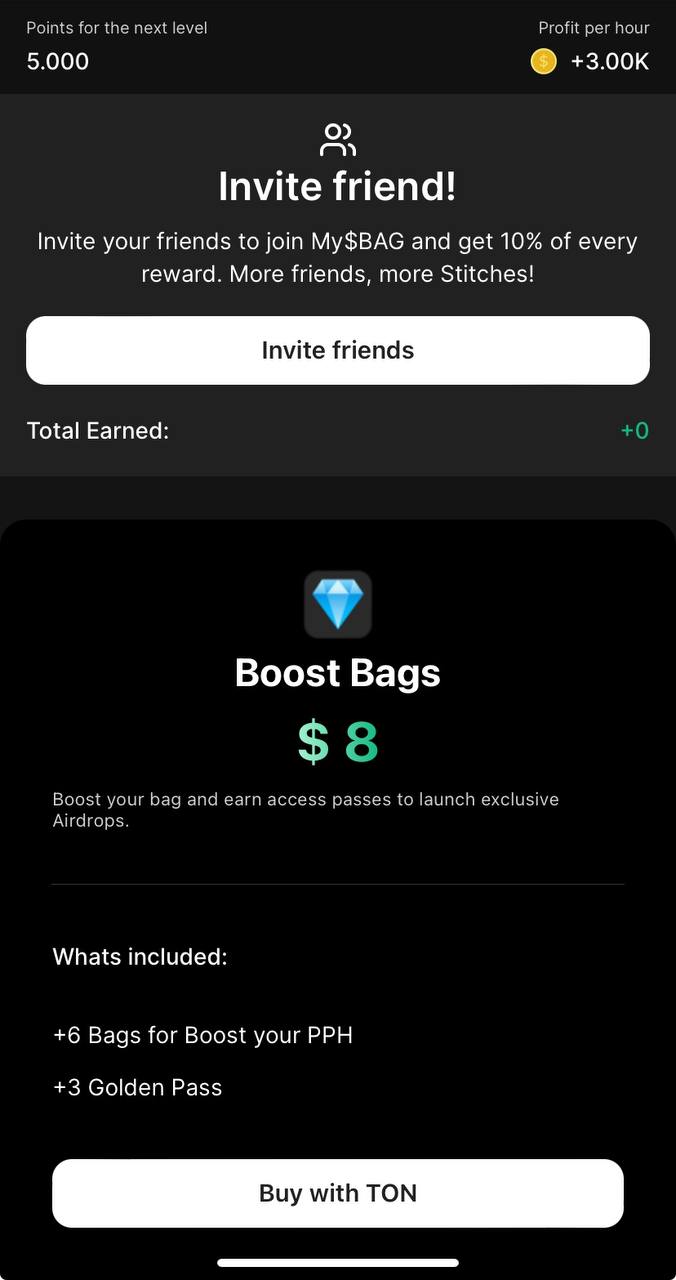 Points for the next level
Profit per hour
5.000
$ +3.00K
Invite friend!
Invite your friends to join My$BAG and get 10% of every
reward. More friends, more Stitches!
Invite friends
Total Earned:
+0
Boost Bags
$ 8
Boost your bag and earn access passes to launch exclusive
Airdrops.
Whats included:
+6 Bags for Boost your PPH
+3 Golden Pass
Buy with TON